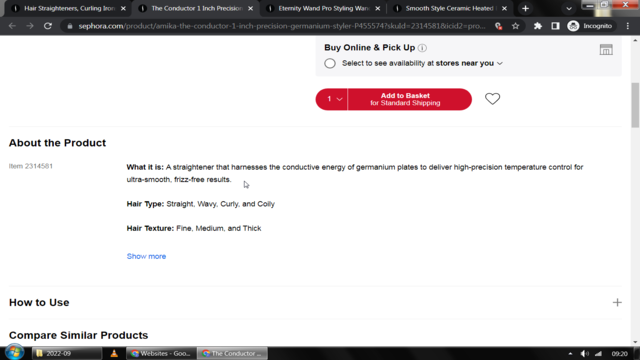 Hair Straighteners, Curling Iron
The Conductor 1 Inch Precision
Eternity Wand Pro Styling Wan
Smooth Style Ceramic Heated
sephora.com/product/amika-the-conductor-1-inch-precision-germanium-styler-P455574?skuId=2314581&icid2=pro...
Incognito
Buy Online & Pick Up
Select to see availability at stores near you
1
Add to Basket
for Standard Shipping
About the Product
Item 2314581
What it is: A straightener that harnesses the conductive energy of germanium plates to deliver high-precision temperature control for
ultra-smooth, frizz-free results.
Hair Type: Straight, Wavy, Curly, and Coily
Hair Texture: Fine, Medium, and Thick
Show more
How to Use
Compare Similar Products
2022-09
Websites - Goo...
The Conductor ...
09:20